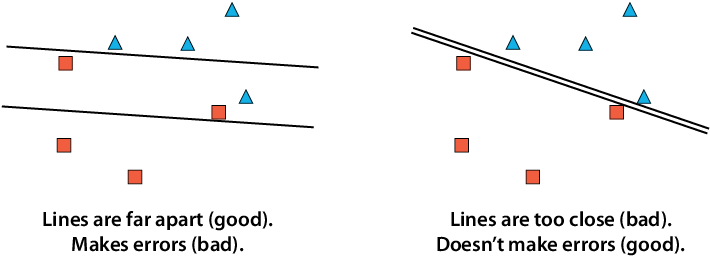 Lines are far apart (good).
Makes errors (bad).
Lines are too close (bad).
Doesn’t make errors (good).